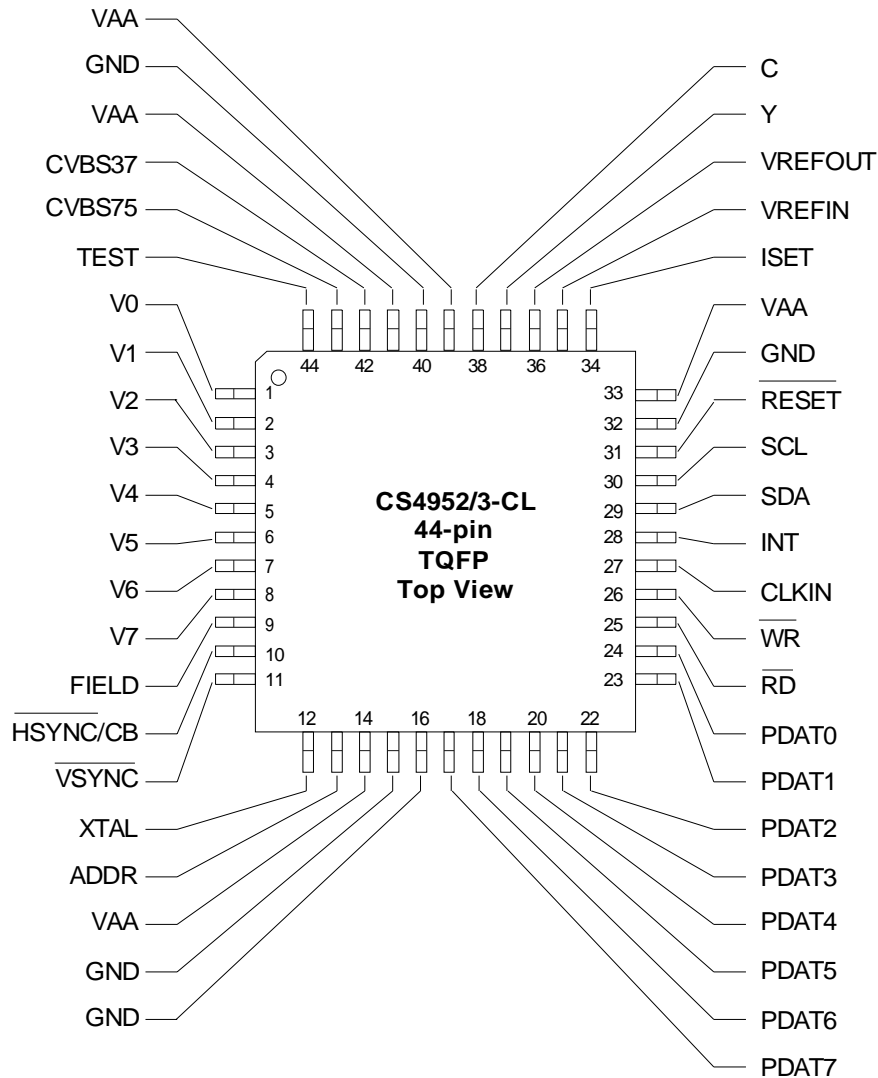 VAA
GND
VAA
CVBS37
CVBS75
TEST
V0
V1
V2
V3
V4
V5
V6
V7
FIELD
HSYNC/CB
VSYNC
XTAL
ADDR
VAA
GND
GND
44 42 40 38 36 34
1
2
3
4
5
6
7
8
9
10
11
CS4952/3-CL
44-pin
TQFP
Top View
33
32
31
30
29
28
27
26
25
24
23
12 14 16 18 20 22
C
Y
VREFOUT
VREFIN
ISET
VAA
GND
RESET
SCL
SDA
INT
CLKIN
WR
RD
PDAT0
PDAT1
PDAT2
PDAT3
PDAT4
PDAT5
PDAT6
PDAT7